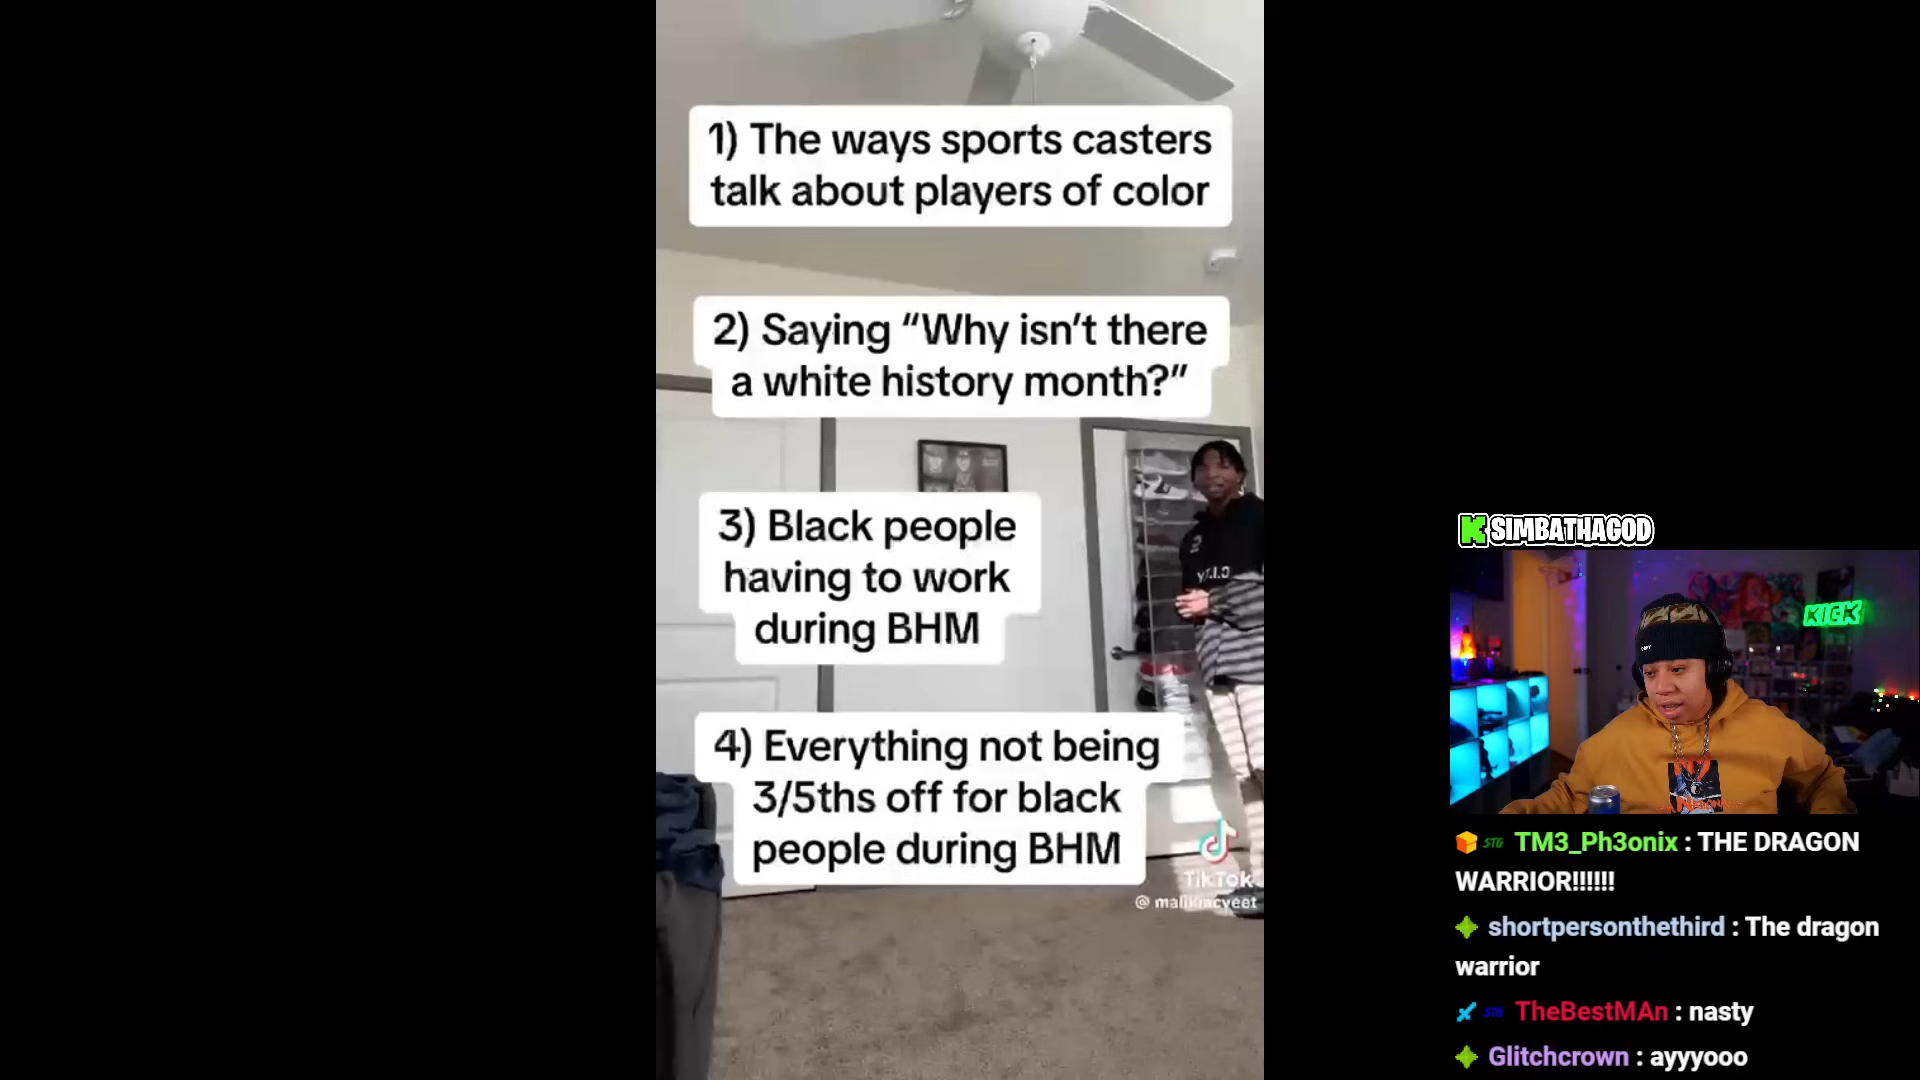 1) The ways sports casters
talk about players of color
2) Saying “Why isn’t there
a white history month?”
3) Black people
having to work
during BHM
4) Everything not being
3/5ths off for black
people during BHM
TikTok
@ malikmcveet
K SIMBATHAGOD
KICK
TM3_Ph3onix : THE DRAGON
WARRIOR!!!!!!
shortpersonthethird : The dragon
warrior
TheBestMAn : nasty
Glitchcrown : ayyyooo